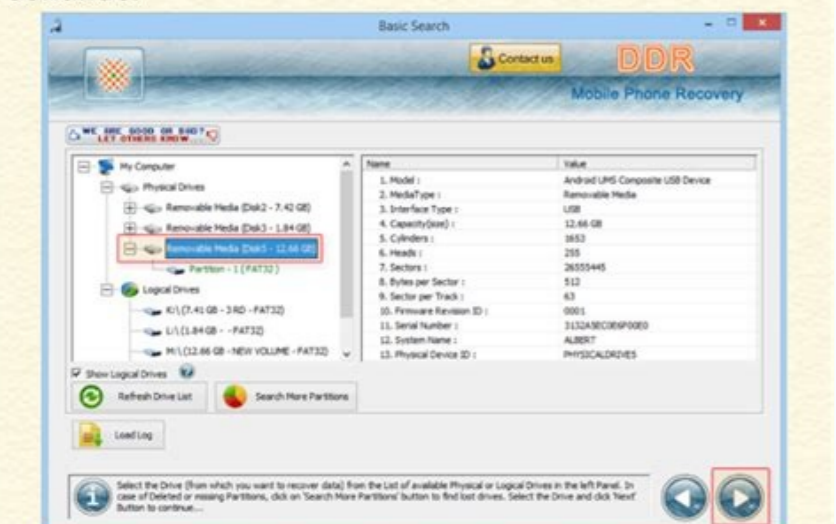 Basic Search
Contact us
DDR
Mobile Phone Recovery
WE ARE GOOD OR BAD?
LET OTHERS KNOW...
My Computer
Physical Drives
Removable Media (Disk2 - 7.42 GB)
Removable Media (Disk3 - 1.84 GB)
Removable Media (Disk5 - 12.66 GB)
Partition - 1 (FAT32)
Logical Drives
K:\ (7.41 GB - 3 RD - FAT32)
L:\ (1.84 GB - - FAT32)
M:\ (12.66 GB - NEW VOLUME - FAT32)
Name Value
1. Model : Android UMS Composite USB Device
2. MediaType : Removable Media
3. Interface Type : USB
4. Capacity(size) : 12.66 GB
5. Cylinders : 1653
6. Heads : 255
7. Sectors : 26555445
8. Bytes per Sector : 512
9. Sector per Track : 63
10. Firmware Revision ID : 0001
11. Serial Number :
12. System Name : ALBERT
13. Physical Device ID : PHYSICALDRIVE5
Show Logical Drives
Refresh Drive List
Search More Partitions
Load Log
Select the Drive (from which you want to recover data) from the List of available Physical or Logical Drives in the left Panel. In
case of Deleted or missing Partitions, click on 'Search More Partitions' button to find lost drives. Select the Drive and click 'Next'
Button to continue...